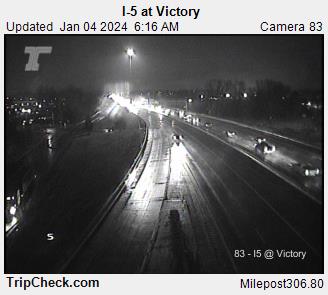 I-5 at Victory
Updated Jan 04 2024 6:16 AM Camera 83
T
S
83 - I5 @ Victory
TripCheck.com Milepost306.80